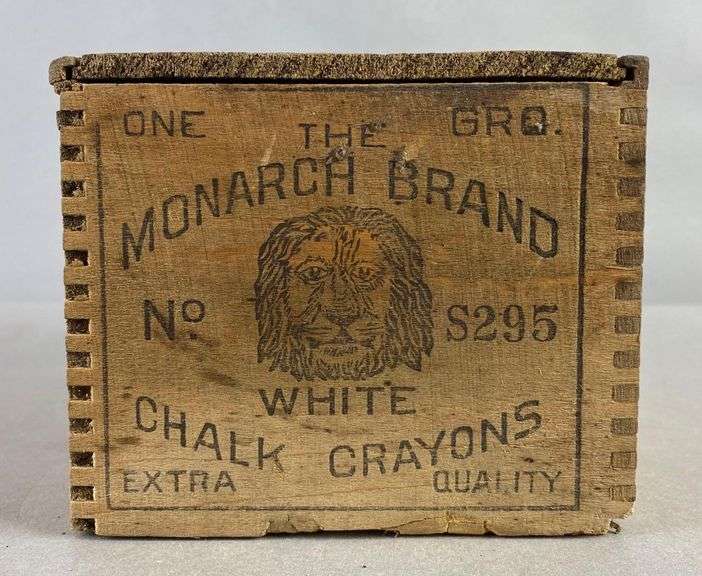 ONE GRO.
THE
MONARCH BRAND
No. S295
WHITE
CHALK CRAYONS
EXTRA QUALITY